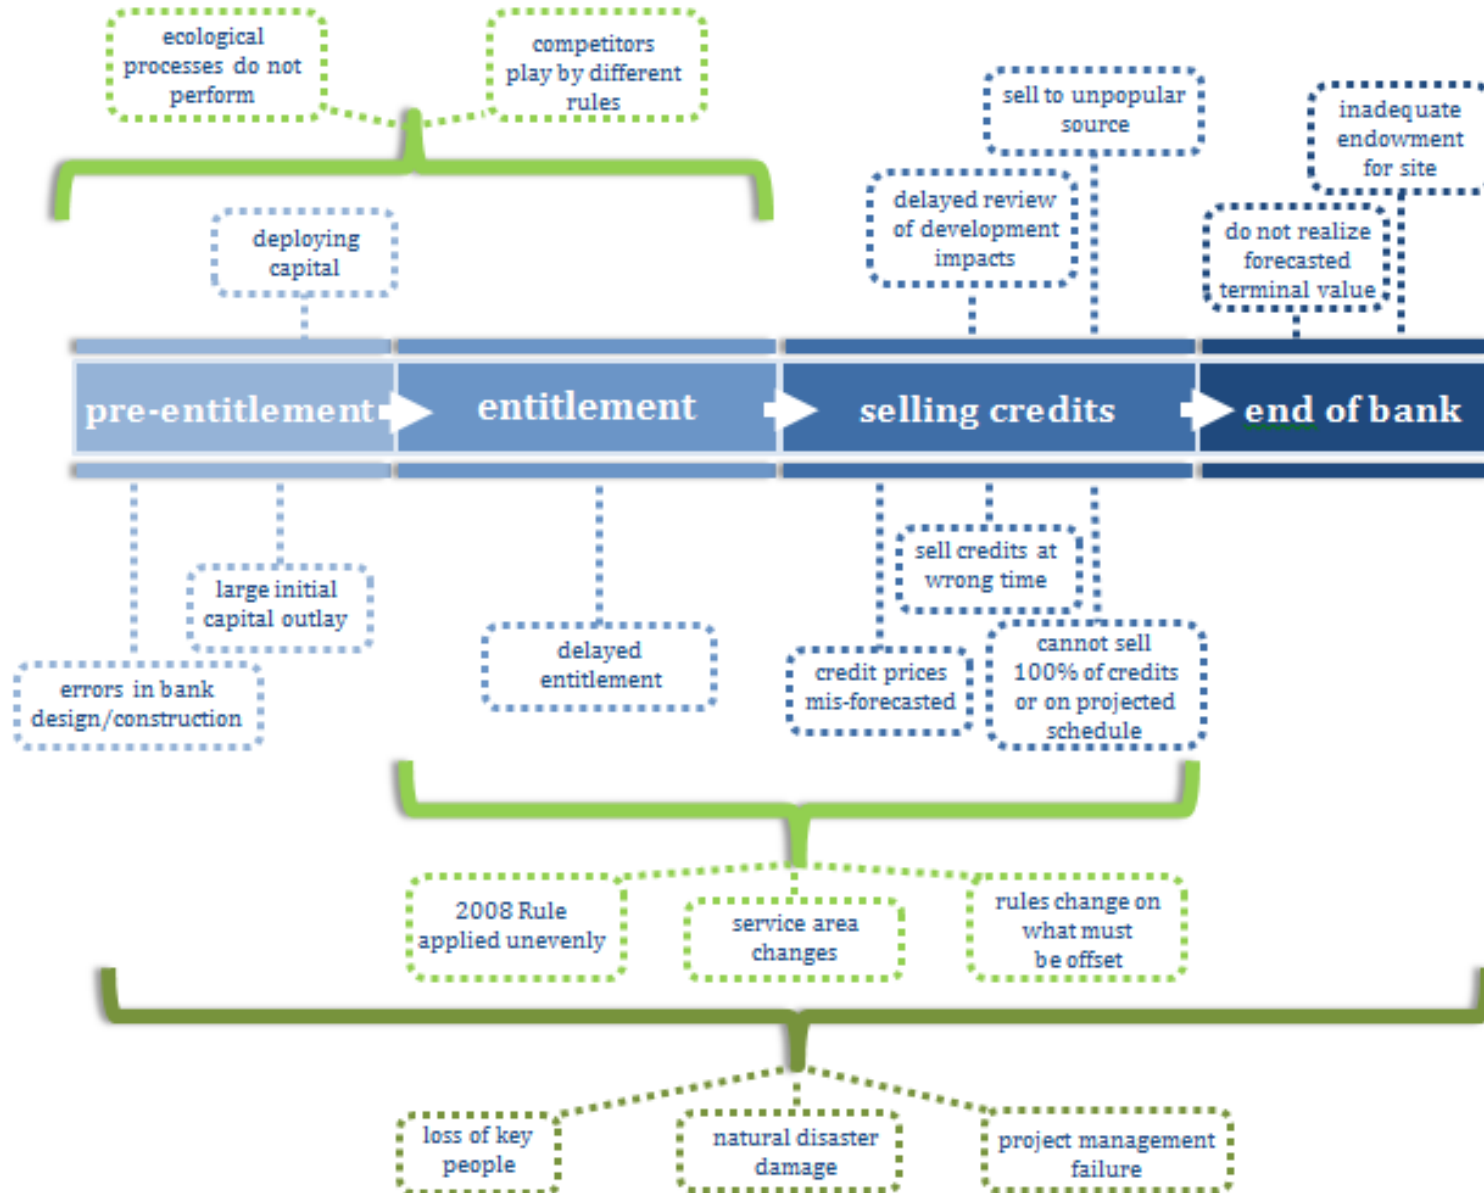 ecological
processes do not
perform
competitors
play by different
rules
sell to unpopular
source
inadequate
endowment
for site
delayed review
of development
impacts
do not realize
forecasted
terminal value
deploying
capital
pre-entitlement
entitlement
selling credits
end of bank
errors in bank
design/construction
large initial
capital outlay
delayed
entitlement
credit prices
mis-forecasted
sell credits at
wrong time
cannot sell
100% of credits
or on projected
schedule
2008 Rule
applied unevenly
service area
changes
rules change on
what must
be offset
loss of key
people
natural disaster
damage
project management
failure